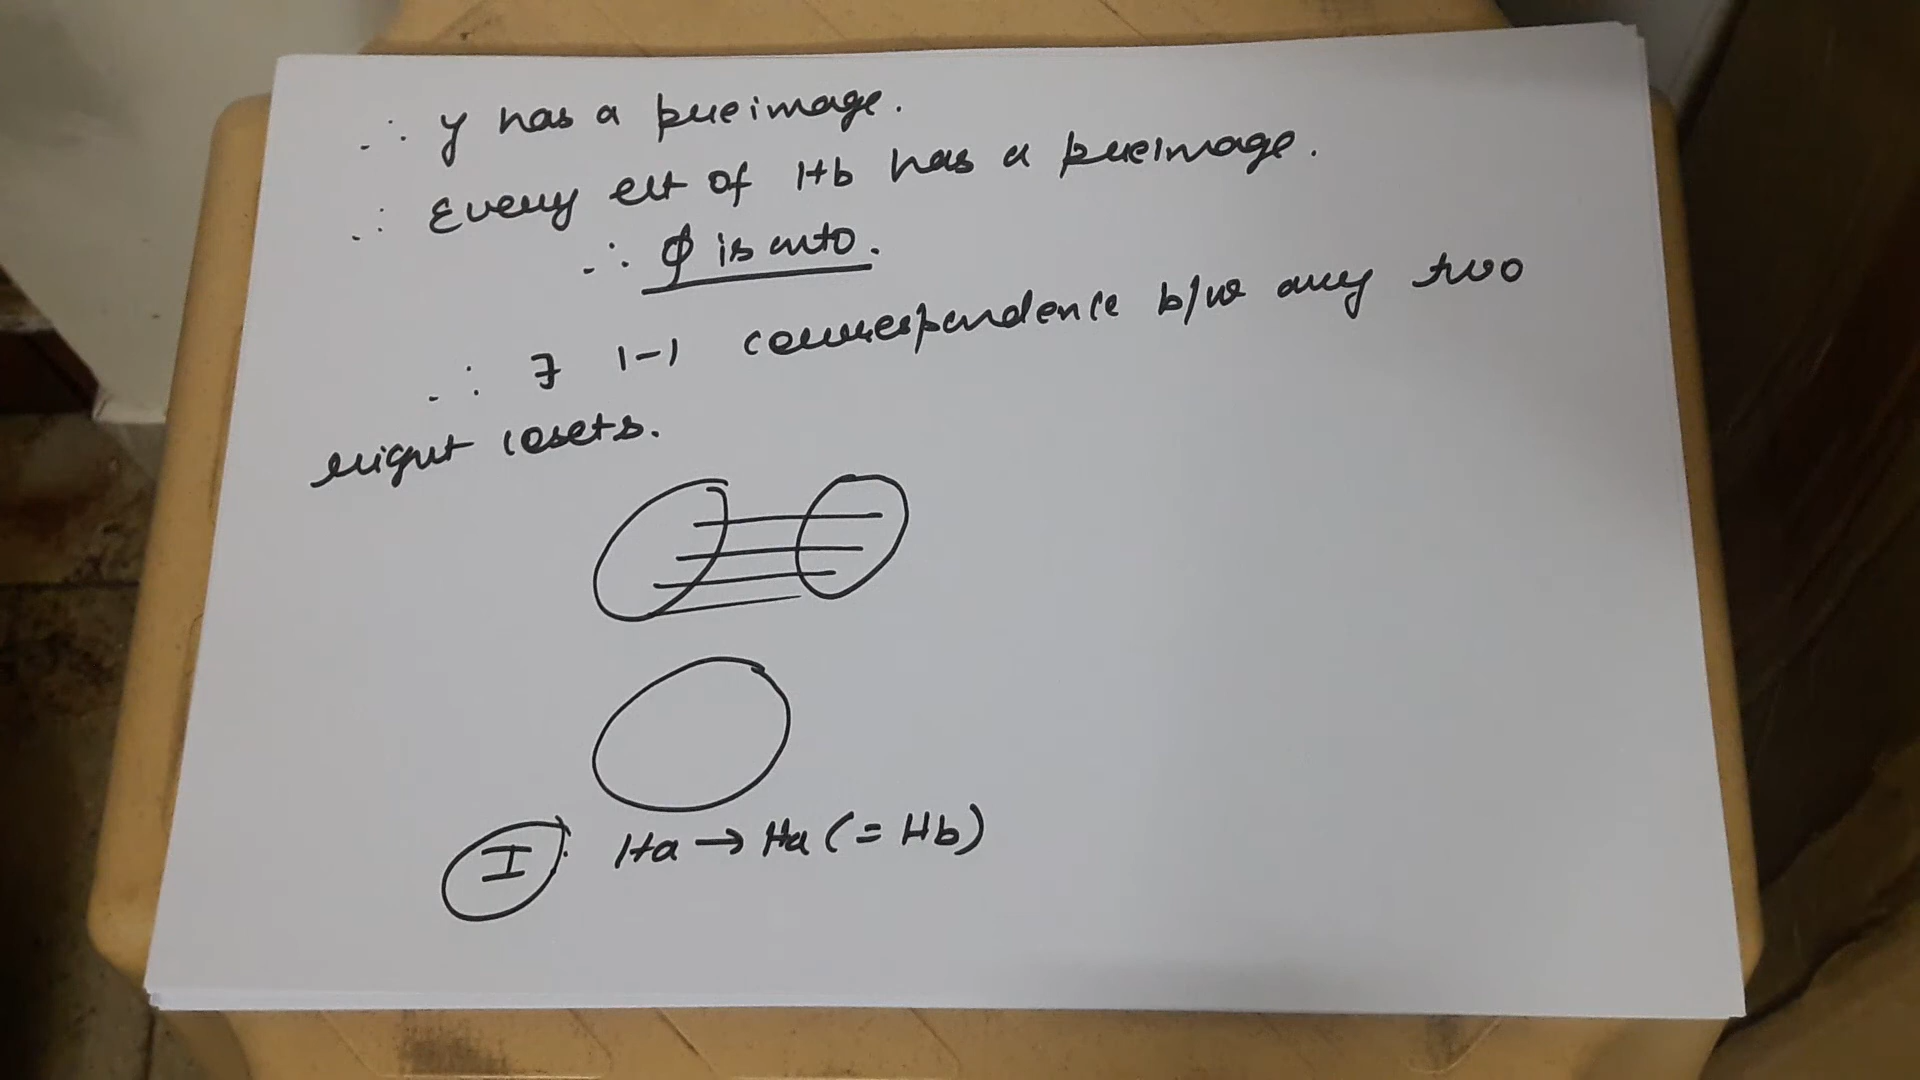 ∴ y has a preimage.
∴ Every elt of Hb has a preimage.
∴ φ is onto.
∴ ∃ 1-1 correspondence b/w any two
right cosets.
I: Ha → Ha (= Hb)